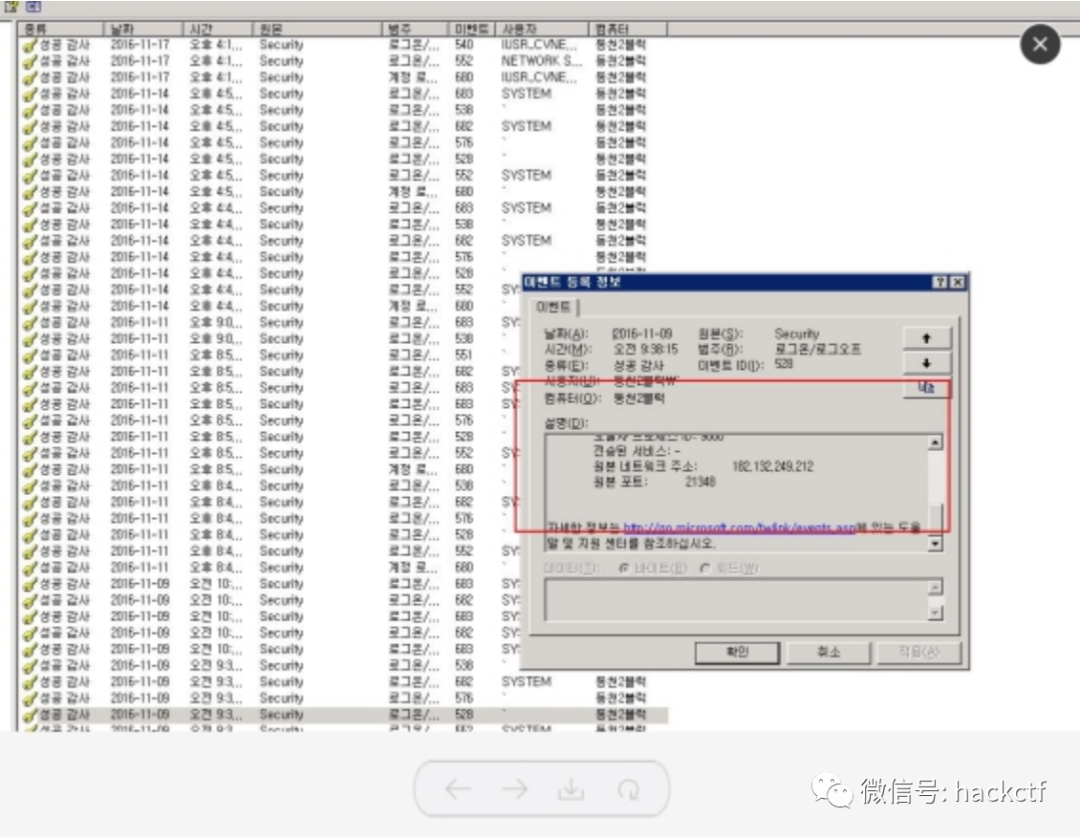 종류 날짜 시간 원본 범주 이벤트 사용자 컴퓨터
성공 감사 2016-11-17 오후 4:1... Security 로그온/... 540 IUSR_CVNE... 동천2블럭
성공 감사 2016-11-17 오후 4:1... Security 로그온/... 552 NETWORK S... 동천2블럭
성공 감사 2016-11-17 오후 4:1... Security 계정 로... 680 IUSR_CVNE... 동천2블럭
성공 감사 2016-11-14 오후 4:5... Security 로그온/... 683 SYSTEM 동천2블럭
성공 감사 2016-11-14 오후 4:5... Security 로그온/... 538 동천2블럭
성공 감사 2016-11-14 오후 4:5... Security 로그온/... 682 SYSTEM 동천2블럭
성공 감사 2016-11-14 오후 4:5... Security 로그온/... 576 동천2블럭
성공 감사 2016-11-14 오후 4:5... Security 로그온/... 528 동천2블럭
성공 감사 2016-11-14 오후 4:5... Security 로그온/... 552 SYSTEM 동천2블럭
성공 감사 2016-11-14 오후 4:5... Security 계정 로... 680 동천2블럭
성공 감사 2016-11-14 오후 4:4... Security 로그온/... 683 SYSTEM 동천2블럭
성공 감사 2016-11-14 오후 4:4... Security 로그온/... 538 동천2블럭
성공 감사 2016-11-14 오후 4:4... Security 로그온/... 682 SYSTEM 동천2블럭
성공 감사 2016-11-14 오후 4:4... Security 로그온/... 576 동천2블럭
성공 감사 2016-11-14 오후 4:4... Security 로그온/... 528
성공 감사 2016-11-14 오후 4:4... Security 로그온/... 552
성공 감사 2016-11-14 오후 4:4... Security 계정 로... 680
성공 감사 2016-11-11 오후 9:0... Security 로그온/... 683
성공 감사 2016-11-11 오후 9:0... Security 로그온/... 538
성공 감사 2016-11-11 오후 8:5... Security 로그온/... 551
성공 감사 2016-11-11 오후 8:5... Security 로그온/... 682
성공 감사 2016-11-11 오후 8:5... Security 로그온/... 683
성공 감사 2016-11-11 오후 8:5... Security 로그온/... 683
성공 감사 2016-11-11 오후 8:5... Security 로그온/... 576
성공 감사 2016-11-11 오후 8:5... Security 로그온/... 528
성공 감사 2016-11-11 오후 8:5... Security 로그온/... 552
성공 감사 2016-11-11 오후 8:5... Security 계정 로... 680
성공 감사 2016-11-11 오후 8:4... Security 로그온/... 538
성공 감사 2016-11-11 오후 8:4... Security 로그온/... 682
성공 감사 2016-11-11 오후 8:4... Security 로그온/... 576
성공 감사 2016-11-11 오후 8:4... Security 로그온/... 528
성공 감사 2016-11-11 오후 8:4... Security 로그온/... 552
성공 감사 2016-11-11 오후 8:4... Security 계정 로... 680
성공 감사 2016-11-09 오전 10:... Security 로그온/... 683
성공 감사 2016-11-09 오전 10:... Security 로그온/... 682
성공 감사 2016-11-09 오전 10:... Security 로그온/... 683
성공 감사 2016-11-09 오전 10:... Security 로그온/... 682
성공 감사 2016-11-09 오전 10:... Security 로그온/... 683
성공 감사 2016-11-09 오전 9:3... Security 로그온/... 538
성공 감사 2016-11-09 오전 9:3... Security 로그온/... 682 SYSTEM 동천2블럭
성공 감사 2016-11-09 오전 9:3... Security 로그온/... 576 동천2블럭
성공 감사 2016-11-09 오전 9:3... Security 로그온/... 528 동천2블럭
이벤트 등록 정보
이벤트
날짜(A): 2016-11-09 원본(S): Security
시간(M): 오전 9:38:15 범주(R): 로그온/로그오프
종류(E): 성공 감사 이벤트 ID(I): 528
사용자(U): 동천2블럭\
컴퓨터(O): 동천2블럭
설명(D):
전송된 서비스: -
원본 네트워크 주소: 182.132.249.212
원본 포트: 21348
자세한 정보는 http://go.microsoft.com/fwlink/events.asp에 있는 도움
말 및 지원 센터를 참조하십시오.
데이터(T): 바이트(B) 워드(W)
확인 취소 적용(A)
微信号: hackctf